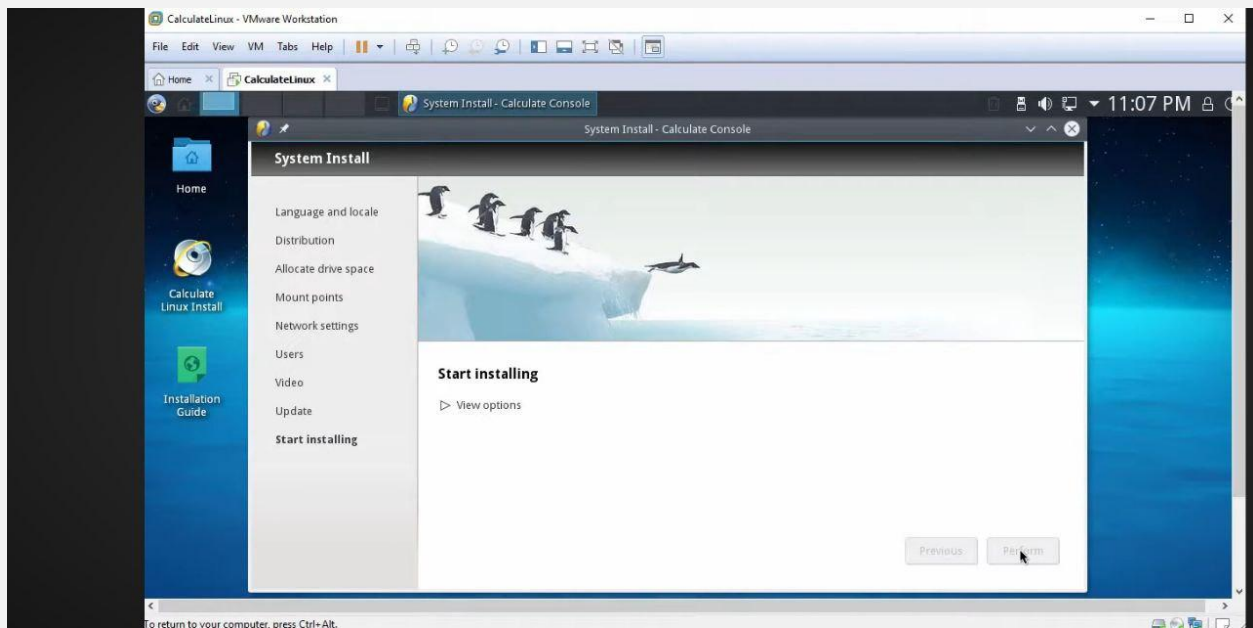 CalculateLinux - VMware Workstation
File Edit View VM Tabs Help
Home CalculateLinux
System Install - Calculate Console
11:07 PM
System Install - Calculate Console
System Install
Home
Calculate
Linux Install
Installation
Guide
Language and locale
Distribution
Allocate drive space
Mount points
Network settings
Users
Video
Update
Start installing
Start installing
View options
Previous Perform
To return to your computer, press Ctrl+Alt.